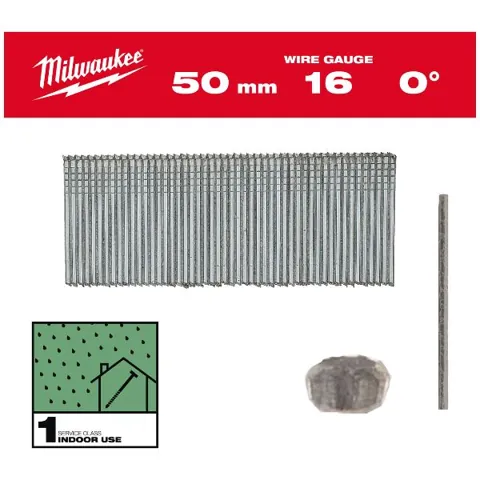 Milwaukee
50 mm
WIRE GAUGE
16
0°
1
SERVICE CLASS
INDOOR USE